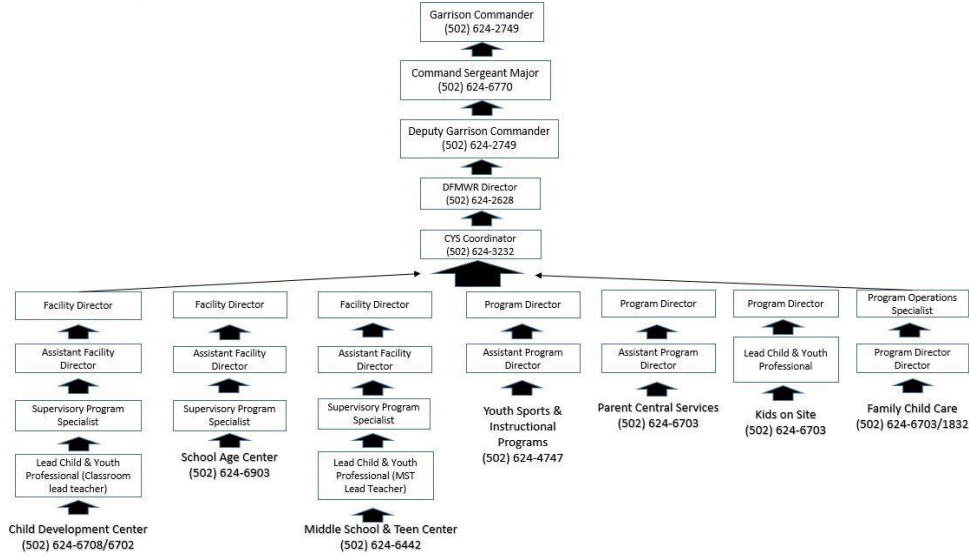 Garrison Commander
(502) 624-2749
Command Sergeant Major
(502) 624-6770
Deputy Garrison Commander
(502) 624-2749
DFMWR Director
(502) 624-2628
CYS Coordinator
(502) 624-3232
Facility Director
Assistant Facility
Director
Supervisory Program
Specialist
Lead Child & Youth
Professional (Classroom
lead teacher)
Child Development Center
(502) 624-6708/6702
Facility Director
Assistant Facility
Director
Supervisory Program
Specialist
School Age Center
(502) 624-6903
Facility Director
Assistant Facility
Director
Supervisory Program
Specialist
Lead Child & Youth
Professional (MST
Lead Teacher)
Middle School & Teen Center
(502) 624-6442
Program Director
Assistant Program
Director
Youth Sports &
Instructional
Programs
(502) 624-4747
Program Director
Assistant Program
Director
Parent Central Services
(502) 624-6703
Program Director
Lead Child & Youth
Professional
Kids on Site
(502) 624-6703
Program Operations
Specialist
Program Director
Director
Family Child Care
(502) 624-6703/1832